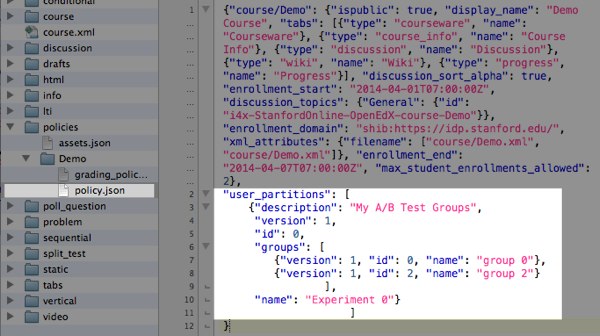 conditional
course
course.xml
discussion
drafts
html
info
lti
policies
assets.json
Demo
grading_polic...
policy.json
poll_question
problem
sequential
split_test
static
tabs
vertical
video
1 {"course/Demo": {"ispublic": true, "display_name": "Demo
... Course", "tabs": [{"type": "courseware", "name":
... "Courseware"}, {"type": "course_info", "name": "Course
... Info"}, {"type": "discussion", "name": "Discussion"},
... {"type": "wiki", "name": "Wiki"}, {"type": "progress",
... "name": "Progress"}], "discussion_sort_alpha": true,
... "enrollment_start": "2014-04-01T07:00:00Z",
... "discussion_topics": {"General": {"id":
... "i4x-StanfordOnline-OpenEdX-course-Demo"}},
... "enrollment_domain": "shib:https://idp.stanford.edu/",
... "xml_attributes": {"filename": ["course/Demo.xml",
... "course/Demo.xml"]}, "enrollment_end":
... "2014-04-07T07:00:00Z", "max_student_enrollments_allowed":
... 2},
2 "user_partitions": [
3 {"description": "My A/B Test Groups",
4 "version": 1,
5 "id": 0,
6 "groups": [
7 {"version": 1, "id": 0, "name": "group 0"},
8 {"version": 1, "id": 2, "name": "group 2"}
9 ],
10 "name": "Experiment 0"}
11 ]
12 }